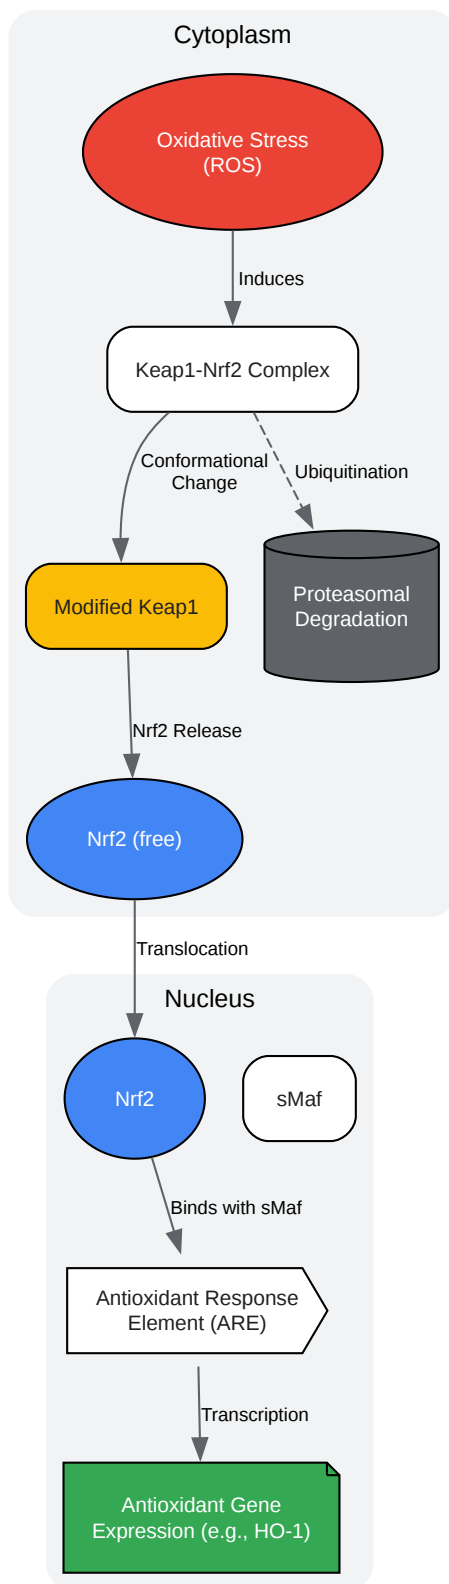 Cytoplasm
Oxidative Stress
(ROS)
Induces
Keap1-Nrf2 Complex
Conformational
Change
Ubiquitination
Proteasomal
Degradation
Modified Keap1
Nrf2 Release
Nrf2 (free)
Translocation
Nucleus
Nrf2
sMaf
Binds with sMaf
Antioxidant Response
Element (ARE)
Transcription
Antioxidant Gene
Expression (e.g., HO-1)